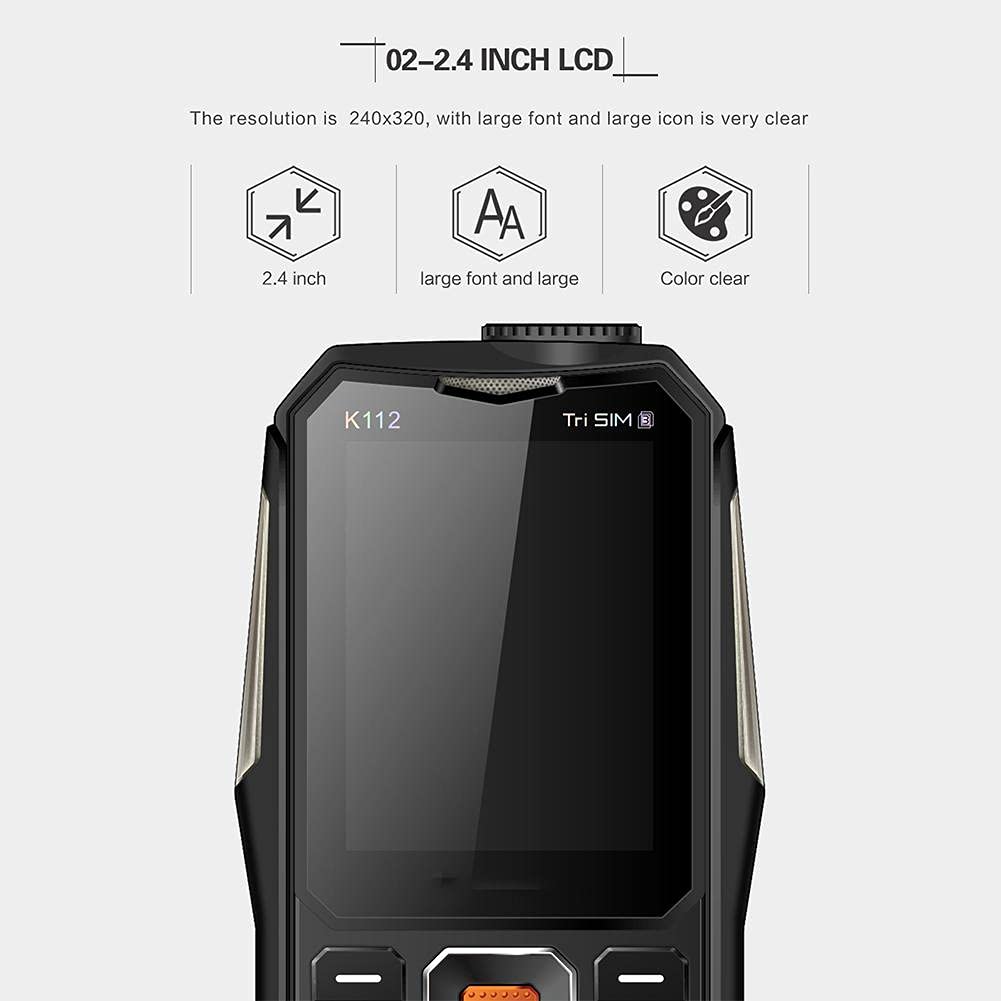 02-2.4 INCH LCD
The resolution is 240x320, with large font and large icon is very clear
AA
2.4 inch
large font and large
Color clear
K112
Tri SIM 3